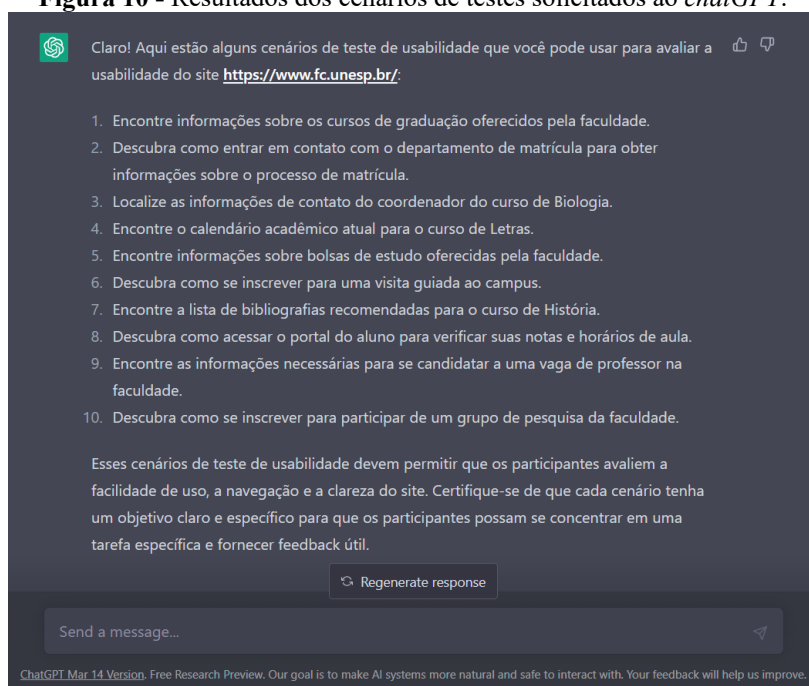 Figura 10 - Resultados dos cenários de testes solicitados ao chatGPT.
Claro! Aqui estão alguns cenários de teste de usabilidade que você pode usar para avaliar a
usabilidade do site https://www.fc.unesp.br/:
1. Encontre informações sobre os cursos de graduação oferecidos pela faculdade.
2. Descubra como entrar em contato com o departamento de matrícula para obter
informações sobre o processo de matrícula.
3. Localize as informações de contato do coordenador do curso de Biologia.
4. Encontre o calendário acadêmico atual para o curso de Letras.
5. Encontre informações sobre bolsas de estudo oferecidas pela faculdade.
6. Descubra como se inscrever para uma visita guiada ao campus.
7. Encontre a lista de bibliografias recomendadas para o curso de História.
8. Descubra como acessar o portal do aluno para verificar suas notas e horários de aula.
9. Encontre as informações necessárias para se candidatar a uma vaga de professor na
faculdade.
10. Descubra como se inscrever para participar de um grupo de pesquisa da faculdade.
Esses cenários de teste de usabilidade devem permitir que os participantes avaliem a
facilidade de uso, a navegação e a clareza do site. Certifique-se de que cada cenário tenha
um objetivo claro e específico para que os participantes possam se concentrar em uma
tarefa específica e fornecer feedback útil.
Regenerate response
Send a message...
ChatGPT Mar 14 Version. Free Research Preview. Our goal is to make AI systems more natural and safe to interact with. Your feedback will help us improve.